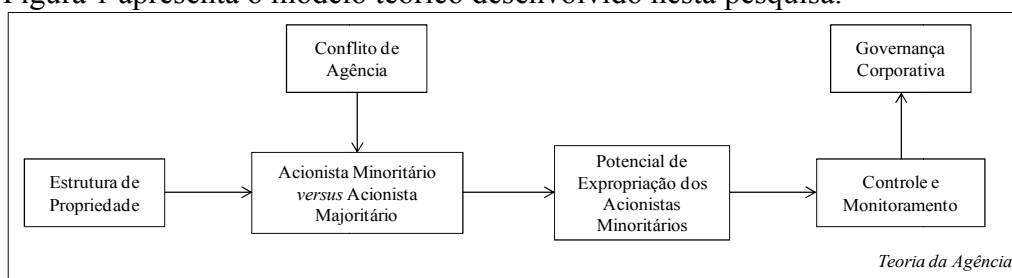 Figura 1 apresenta o modelo teórico desenvolvido nesta pesquisa.
Conflito de
Agência
Governança
Corporativa
Estrutura de
Propriedade
Acionista Minoritário
versus Acionista
Majoritário
Potencial de
Expropriação dos
Acionistas
Minoritários
Controle e
Monitoramento
Teoria da Agência